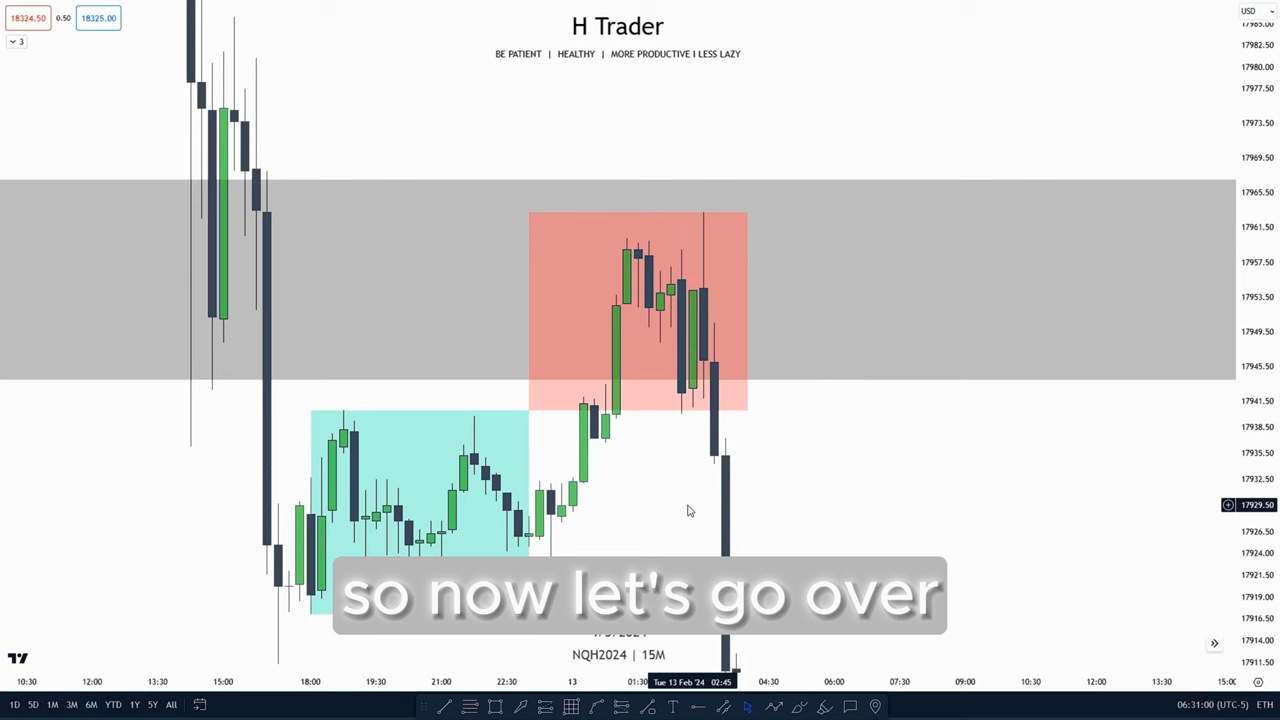 18324.50 0.50 18325.00
3
H Trader
BE PATIENT | HEALTHY | MORE PRODUCTIVE I LESS LAZY
USD
17982.50
17980.00
17977.50
17973.50
17969.50
17965.50
17961.50
17957.50
17953.50
17949.50
17945.50
17941.50
17938.50
17935.50
17932.50
17929.50
17926.50
17924.00
17921.50
17919.00
17916.50
17914.00
17911.50
so now let's go over
NQH2024 | 15M
10:30 12:00 13:30 15:00 16:30 18:00 19:30 21:00 22:30 13 01:30 Tue 13 Feb '24 02:45 04:30 06:00 07:30 09:00 10:30 12:00 13:30 15:00
1D 5D 1M 3M 6M YTD 1Y 5Y All
06:31:00 (UTC-5) ETH